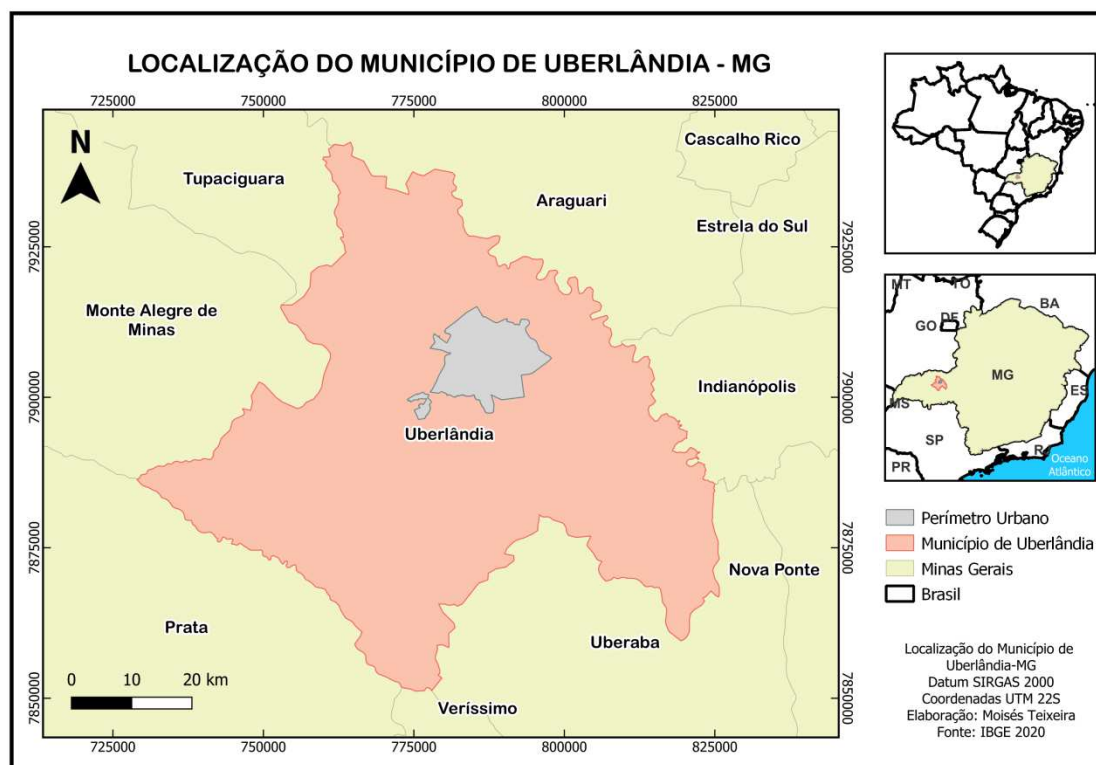 LOCALIZAÇÃO DO MUNICÍPIO DE UBERLÂNDIA - MG
725000 750000 775000 800000 825000
N
Cascalho Rico
Tupaciguara
Araguari
Estrela do Sul
7925000 7925000
Monte Alegre de
Minas
Indianópolis
7900000 7900000
Uberlândia
7875000 7875000
Nova Ponte
Prata
Uberaba
0 10 20 km
Veríssimo
7850000 7850000
725000 750000 775000 800000 825000
MT TO
BA
DF
GO
MG
ES
MS
SP
R
PR
Oceano
Atlântico
Perímetro Urbano
Município de Uberlândia
Minas Gerais
Brasil
Localização do Município de
Uberlândia-MG
Datum SIRGAS 2000
Coordenadas UTM 22S
Elaboração: Moisés Teixeira
Fonte: IBGE 2020